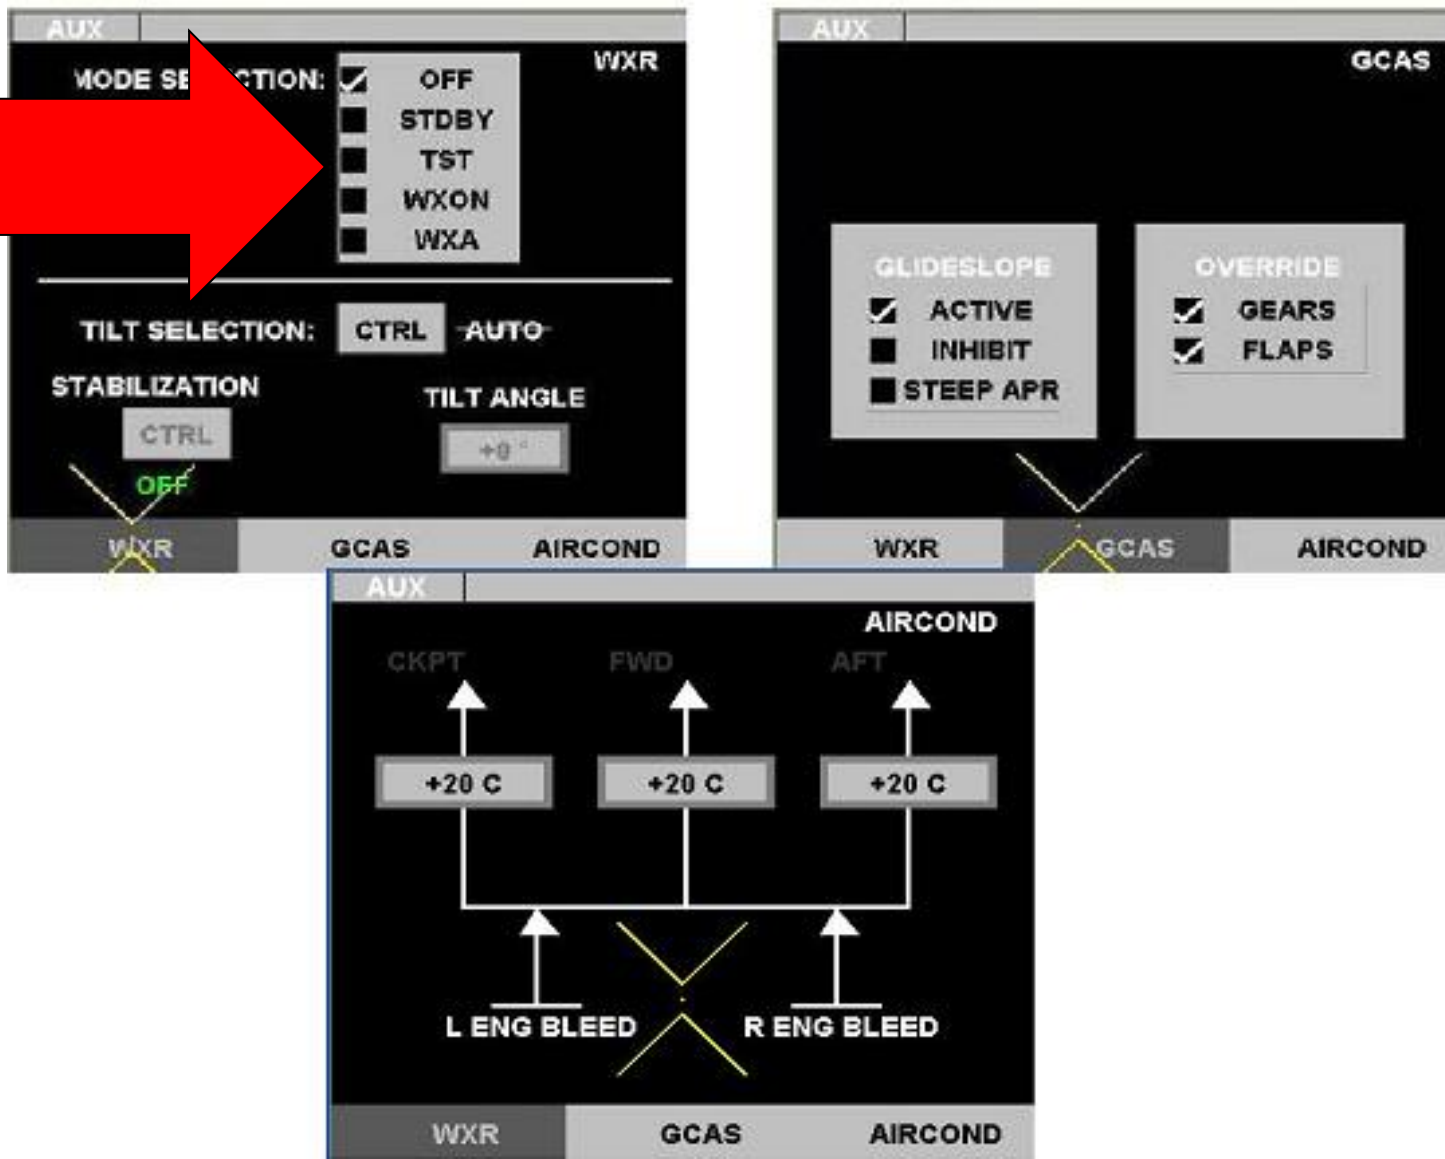 AUX
WXR
MODE SE CTION:
OFF
STDBY
TST
WXON
WXA
TILT SELECTION: CTRL AUTO
STABILIZATION
CTRL
OFF
TILT ANGLE
+0 °
WXR GCAS AIRCOND
AUX
GCAS
GLIDESLOPE
ACTIVE
INHIBIT
STEEP APR
OVERRIDE
GEARS
FLAPS
WXR GCAS AIRCOND
AUX
AIRCOND
CKPT FWD AFT
+20 C +20 C +20 C
L ENG BLEED R ENG BLEED
WXR GCAS AIRCOND